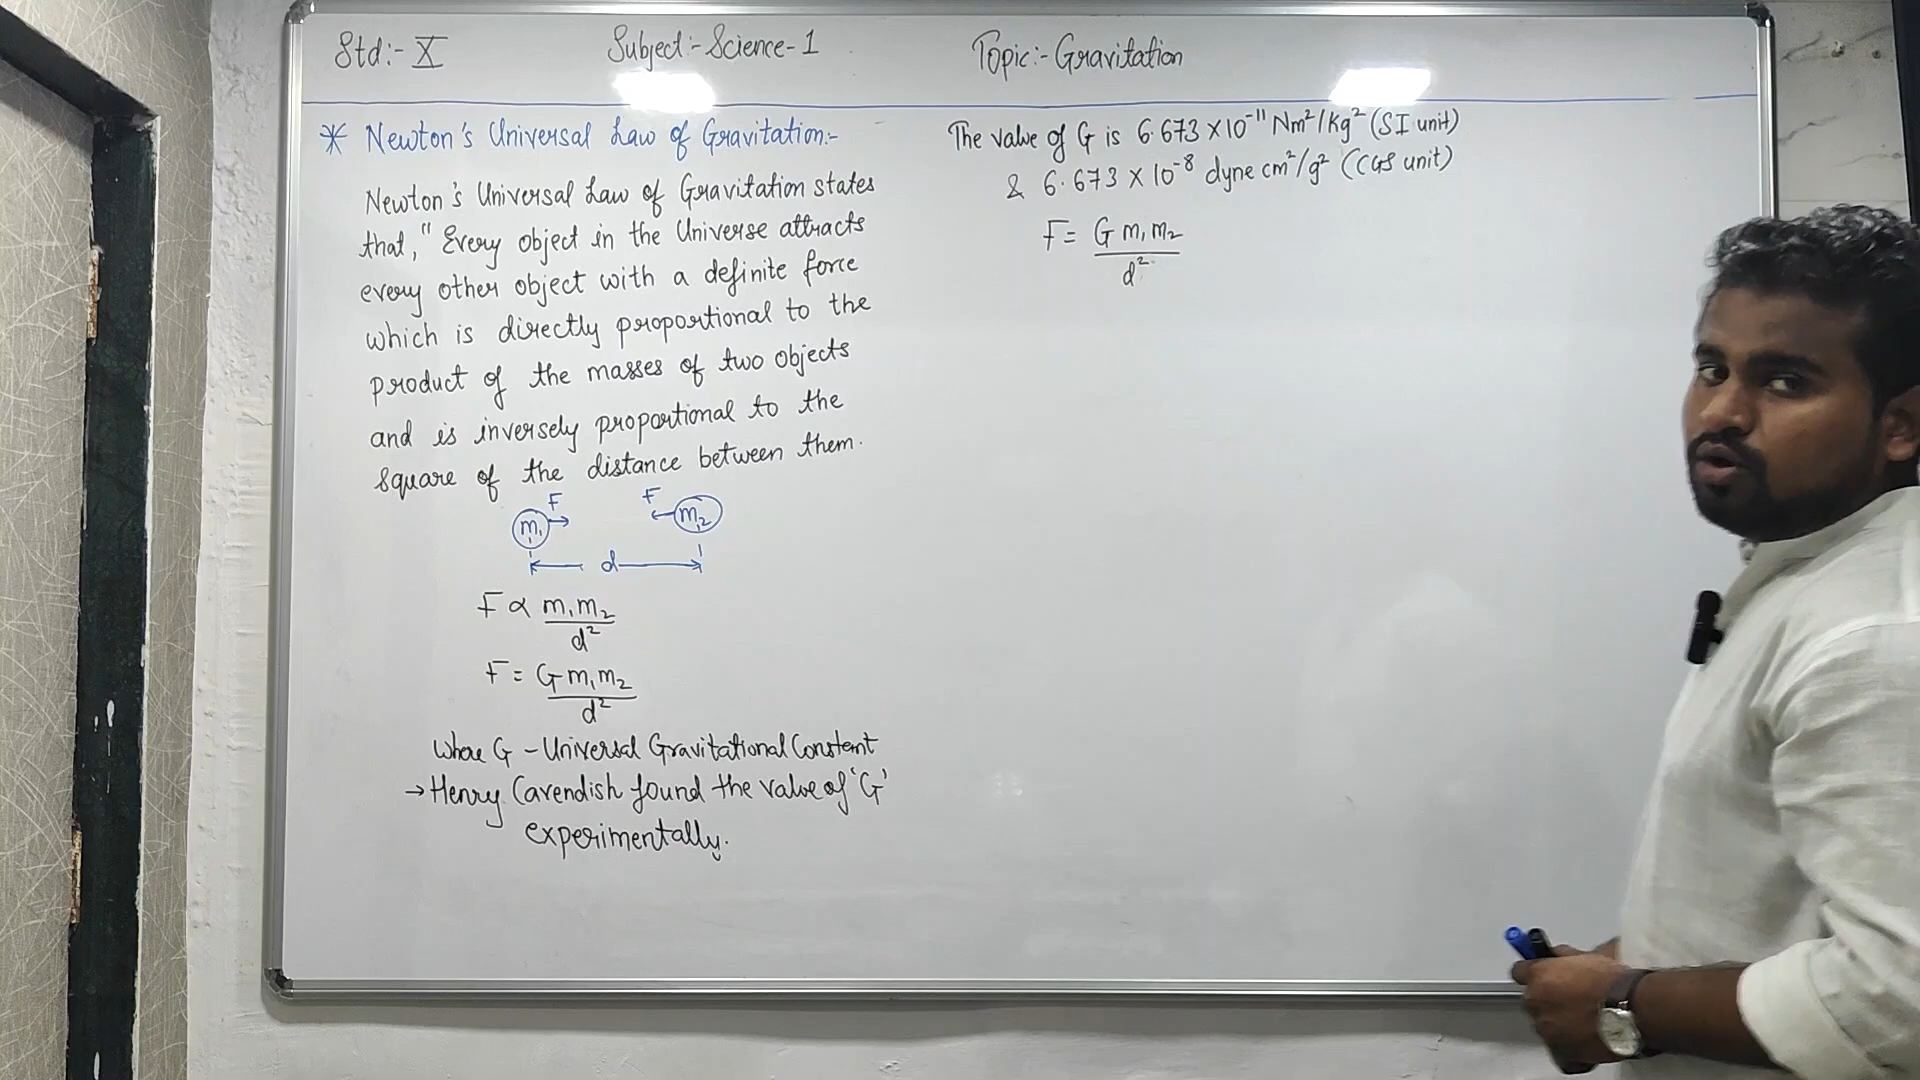 Std:- X
Subject:- Science-1
Topic:- Gravitation
* Newton's Universal Law of Gravitation:-
Newton's Universal Law of Gravitation states
that, "Every object in the Universe attracts
every other object with a definite force
which is directly proportional to the
product of the masses of two objects
and is inversely proportional to the
square of the distance between them.
F F
m₁ m₂
d
F ∝ m₁m₂
d²
F = G m₁m₂
d²
where G - Universal Gravitational Constant
→ Henry Cavendish found the value of 'G'
experimentally.
The value of G is 6.673 × 10⁻¹¹ Nm²/kg² (SI unit)
& 6.673 × 10⁻⁸ dyne cm²/g² (CGS unit)
F = G m₁m₂
d²